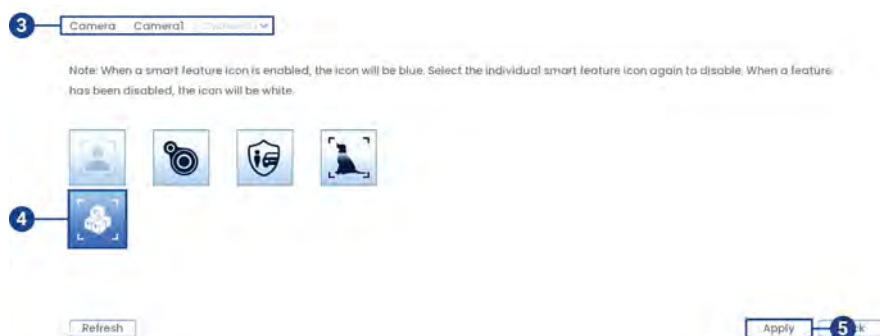 3
Camera Camera1
Note: When a smart feature icon is enabled, the icon will be blue. Select the individual smart feature icon again to disable. When a feature
has been disabled, the icon will be white.
4
Refresh Apply 5 k